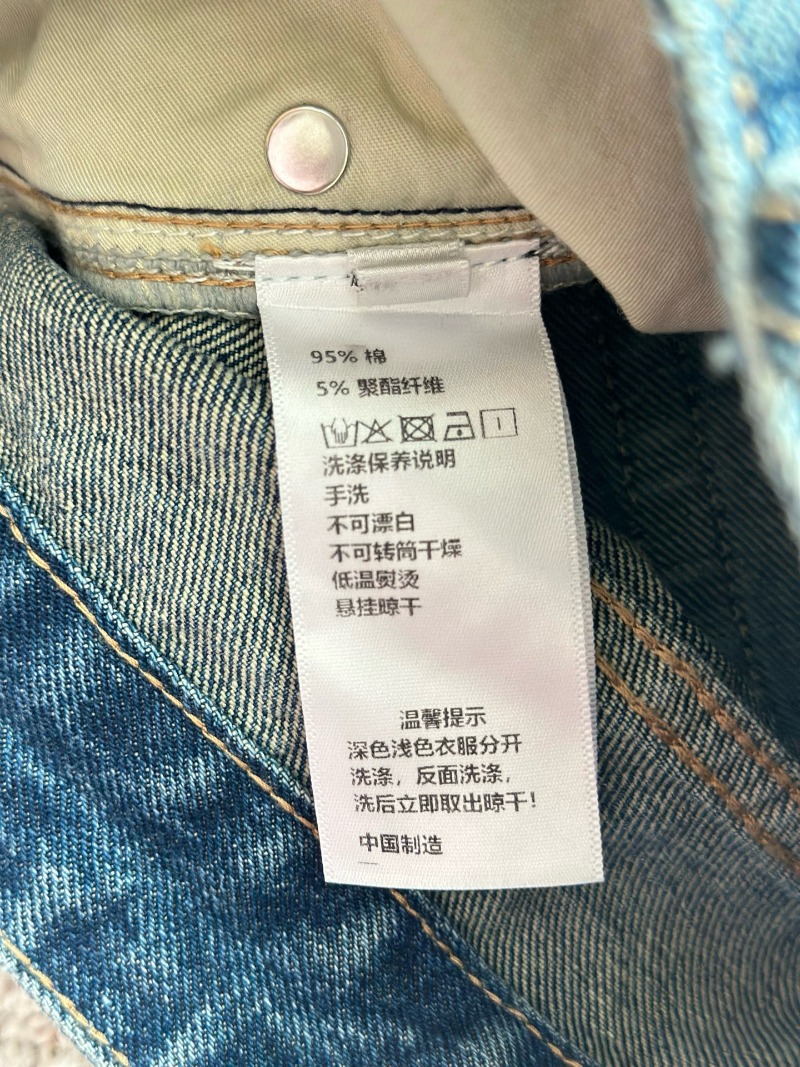 95% 棉
5% 聚酯纤维
洗涤保养说明
手洗
不可漂白
不可转筒干燥
低温熨烫
悬挂晾干
温馨提示
深色浅色衣服分开
洗涤，反面洗涤，
洗后立即取出晾干！
中国制造